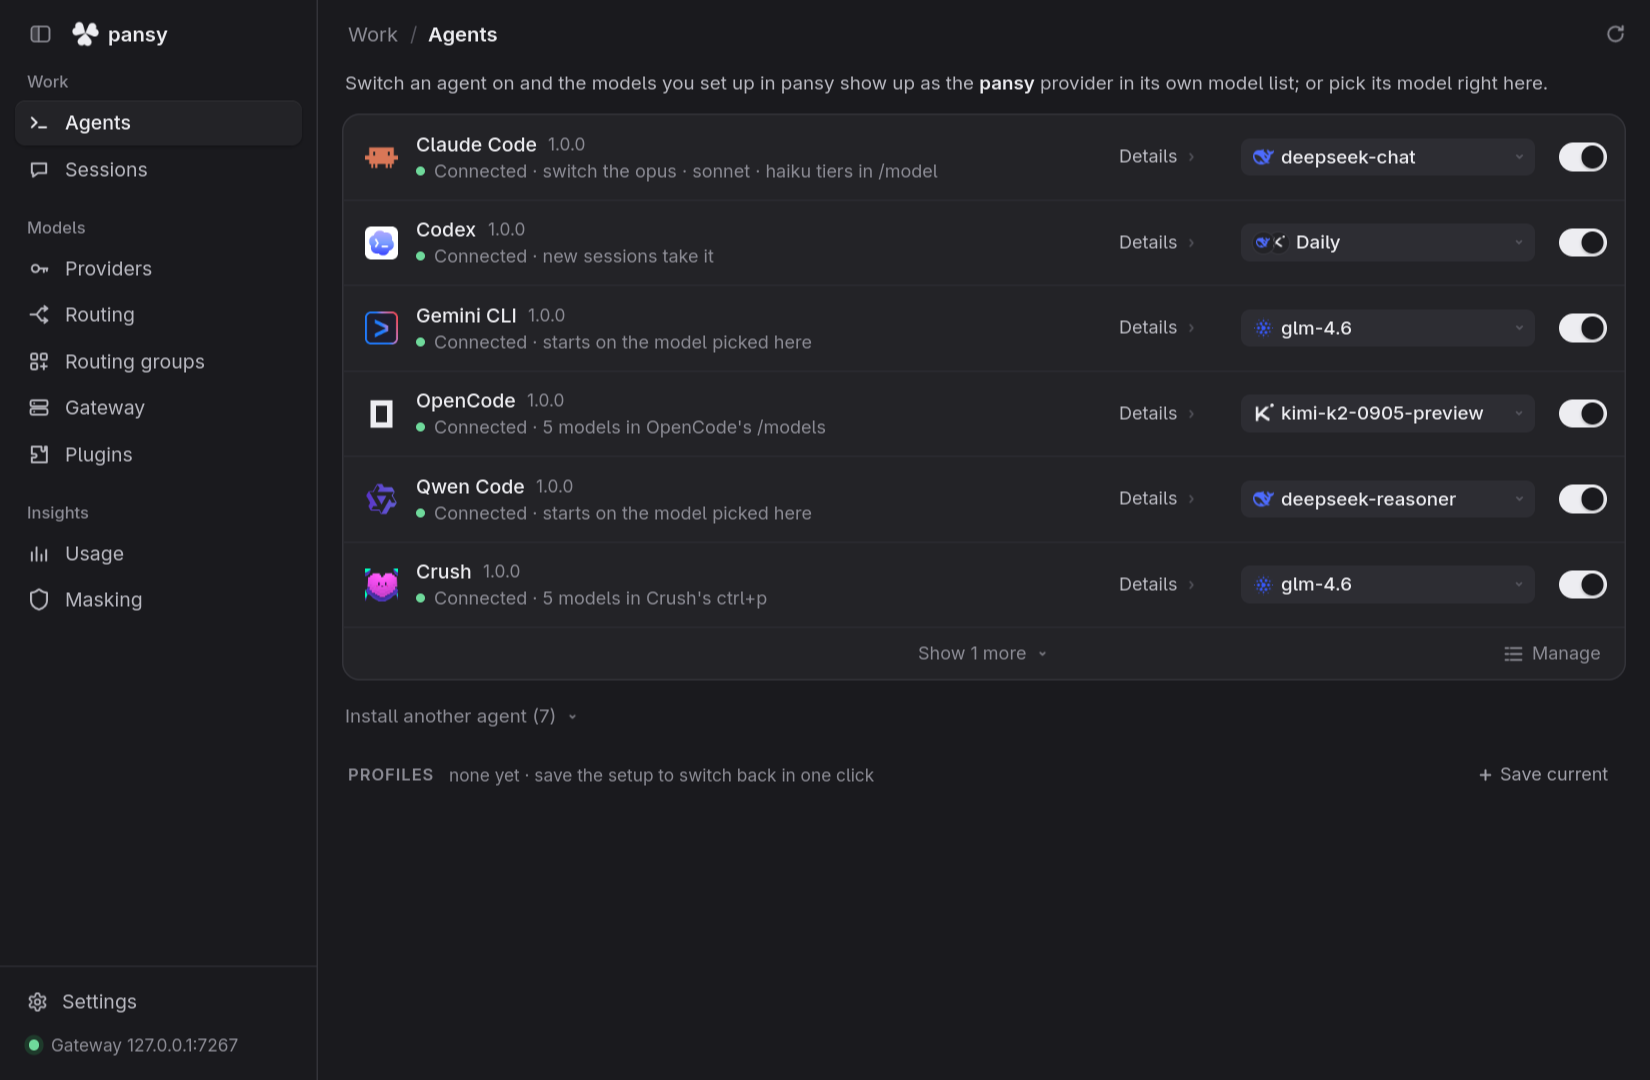 pansy
Work
Agents
Sessions
Models
Providers
Routing
Routing groups
Gateway
Plugins
Insights
Usage
Masking
Settings
Gateway 127.0.0.1:7267
Work / Agents
Switch an agent on and the models you set up in pansy show up as the pansy provider in its own model list; or pick its model right here.
Claude Code 1.0.0
Connected · switch the opus · sonnet · haiku tiers in /model
Details
deepseek-chat
Codex 1.0.0
Connected · new sessions take it
Details
Daily
Gemini CLI 1.0.0
Connected · starts on the model picked here
Details
glm-4.6
OpenCode 1.0.0
Connected · 5 models in OpenCode's /models
Details
kimi-k2-0905-preview
Qwen Code 1.0.0
Connected · starts on the model picked here
Details
deepseek-reasoner
Crush 1.0.0
Connected · 5 models in Crush's ctrl+p
Details
glm-4.6
Show 1 more
Manage
Install another agent (7)
PROFILES none yet · save the setup to switch back in one click
+ Save current